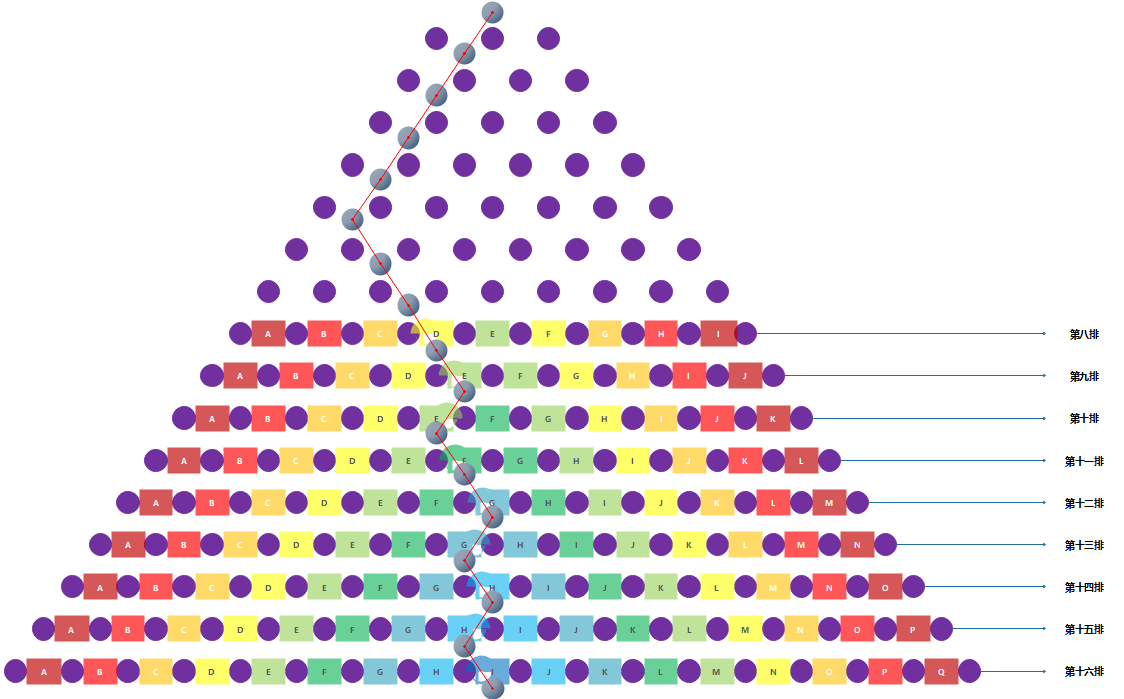 A B C D E F G H I 第八排
A B C D E F G H I J 第九排
A B C D E F G H I J K 第十排
A B C D E F G H I J K L 第十一排
A B C D E F G H I J K L M 第十二排
A B C D E F G H I J K L M N 第十三排
A B C D E F G H I J K L M N O 第十四排
A B C D E F G H I J K L M N O P 第十五排
A B C D E F G H I J K L M N O P Q 第十六排